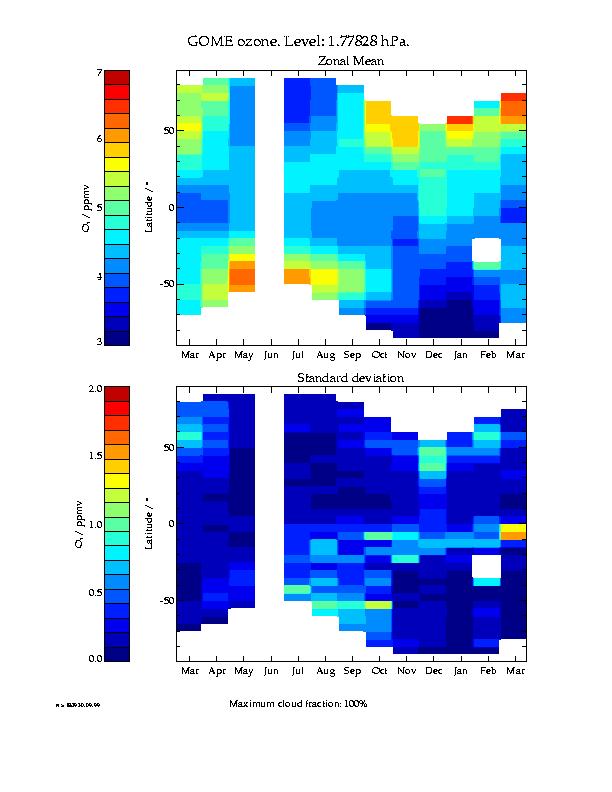 GOME ozone. Level: 1.77828 hPa.
Zonal Mean
7
6
5
4
3
O₃ / ppmv
Latitude / °
50
0
-50
Mar Apr May Jun Jul Aug Sep Oct Nov Dec Jan Feb Mar
Standard deviation
2.0
1.5
1.0
0.5
0.0
O₃ / ppmv
Latitude / °
50
0
-50
Mar Apr May Jun Jul Aug Sep Oct Nov Dec Jan Feb Mar
Maximum cloud fraction: 100%